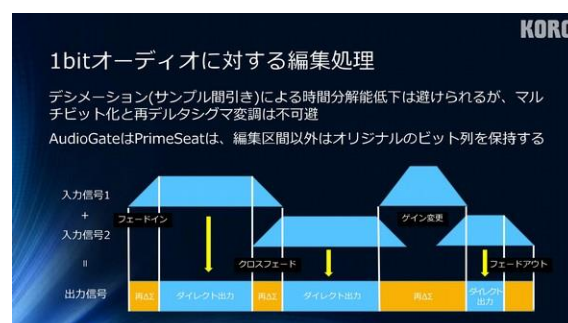 KORG
1bitオーディオに対する編集処理
デシメーション(サンプル間引き)による時間分解能低下は避けられるが、マル
チビット化と再デルタシグマ変調は不可避
AudioGateはPrimeSeatは、編集区間以外はオリジナルのビット列を保持する
入力信号1
+
フェードイン
ゲイン変更
入力信号2
=
クロスフェード
フェードアウト
出力信号
再ΔΣ
ダイレクト出力
再ΔΣ
ダイレクト出力
再ΔΣ
ダイレクト
出力